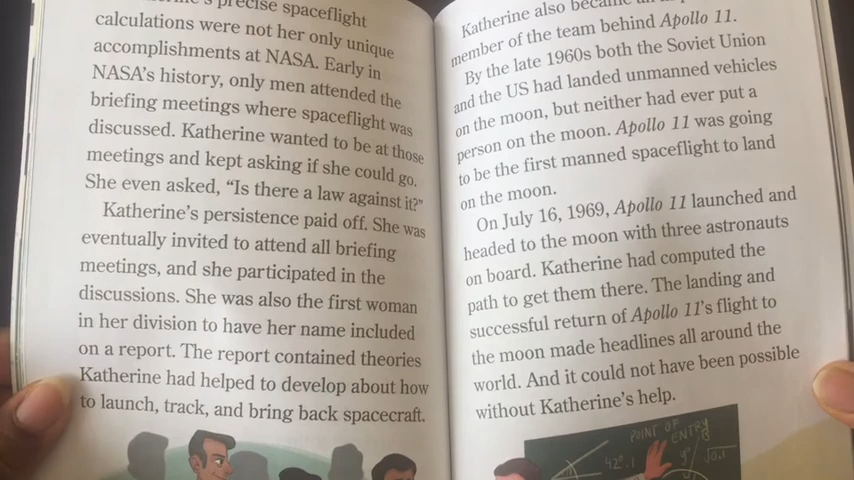 precise spaceflight
calculations were not her only unique
accomplishments at NASA. Early in
NASA's history, only men attended the
briefing meetings where spaceflight was
discussed. Katherine wanted to be at those
meetings and kept asking if she could go.
She even asked, “Is there a law against it?”
Katherine's persistence paid off. She was
eventually invited to attend all briefing
meetings, and she participated in the
discussions. She was also the first woman
in her division to have her name included
on a report. The report contained theories
Katherine had helped to develop about how
to launch, track, and bring back spacecraft.
Katherine also became
member of the team behind Apollo 11.
By the late 1960s both the Soviet Union
and the US had landed unmanned vehicles
on the moon, but neither had ever put a
person on the moon. Apollo 11 was going
to be the first manned spaceflight to land
on the moon.
On July 16, 1969, Apollo 11 launched and
headed to the moon with three astronauts
on board. Katherine had computed the
path to get them there. The landing and
successful return of Apollo 11's flight to
the moon made headlines all around the
world. And it could not have been possible
without Katherine's help.
POINT OF
ENTRY
42°.1
9°
√0.1